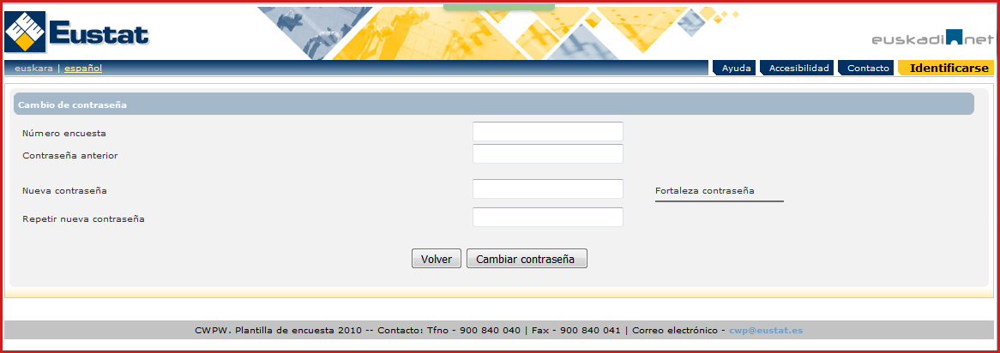 Eustat
euskadi net
euskara | español
Ayuda Accesibilidad Contacto Identificarse
Cambio de contraseña
Número encuesta
Contraseña anterior
Nueva contraseña Fortaleza contraseña
Repetir nueva contraseña
Volver Cambiar contraseña
CWPW. Plantilla de encuesta 2010 -- Contacto: Tfno - 900 840 040 | Fax - 900 840 041 | Correo electrónico - cwp@eustat.es